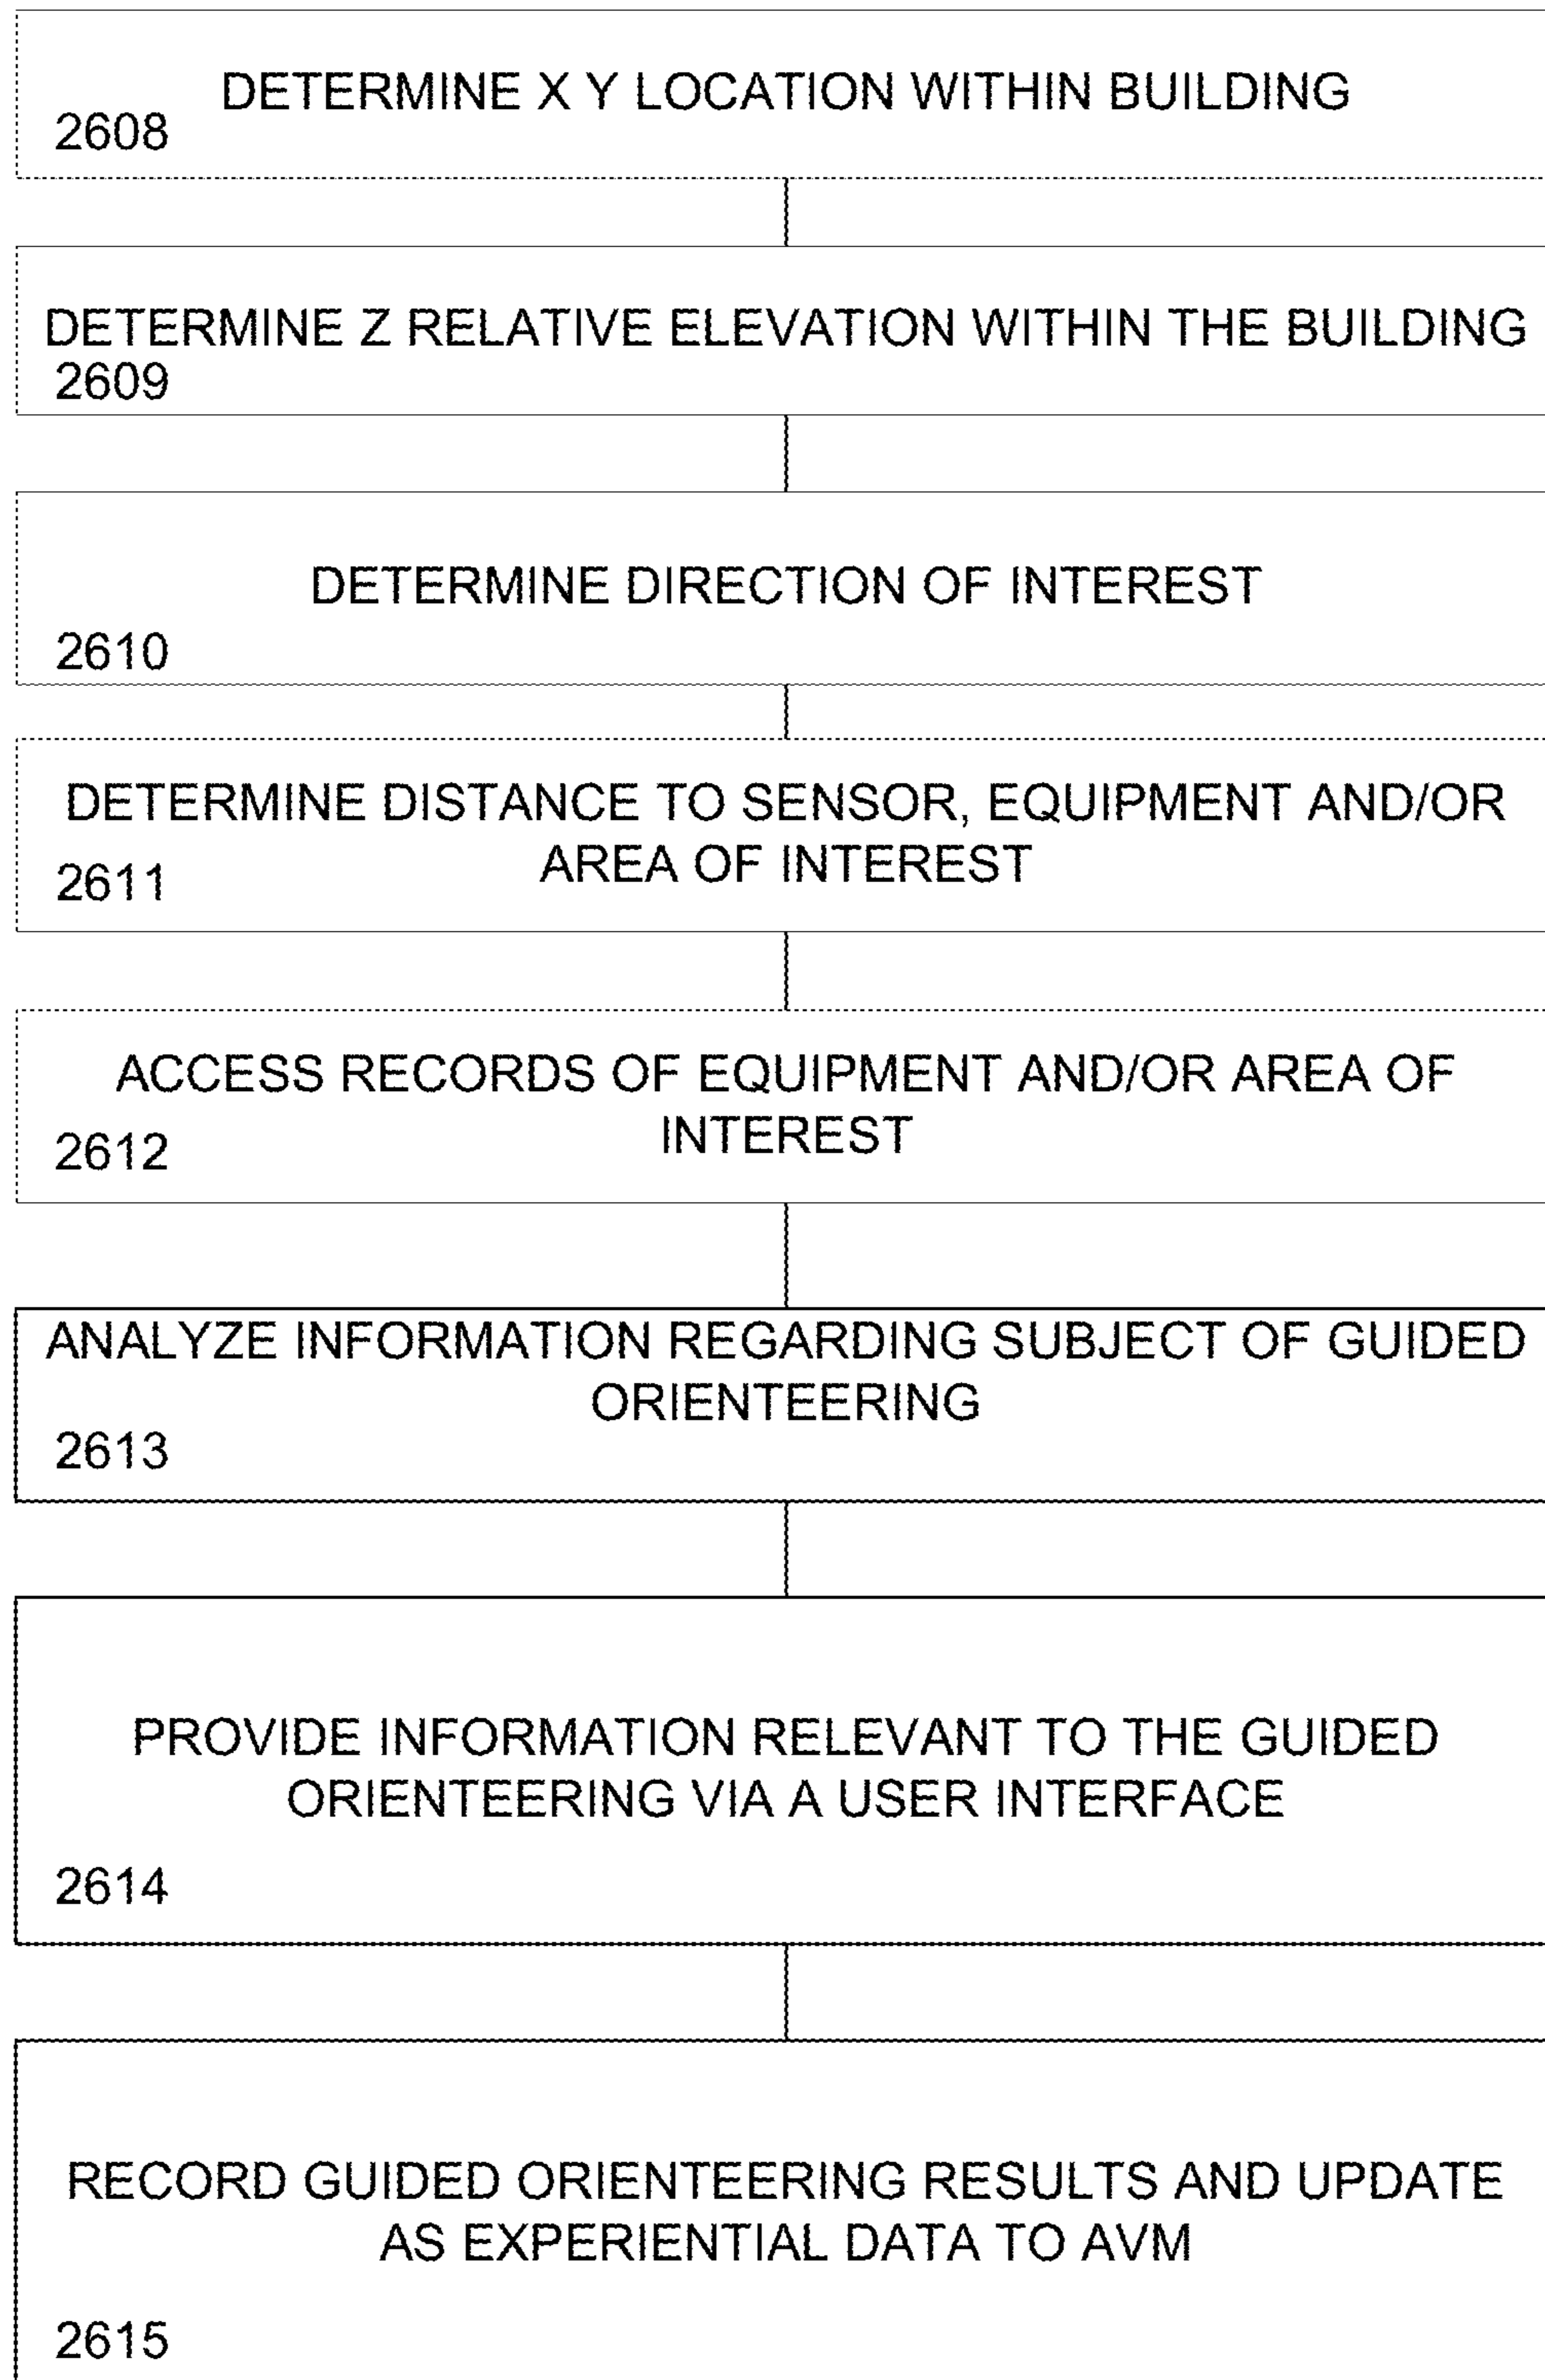 DETERMINE X Y LOCATION WITHIN BUILDING
2608
DETERMINE Z RELATIVE ELEVATION WITHIN THE BUILDING
2609
DETERMINE DIRECTION OF INTEREST
2610
DETERMINE DISTANCE TO SENSOR, EQUIPMENT AND/OR
AREA OF INTEREST
2611
ACCESS RECORDS OF EQUIPMENT AND/OR AREA OF
INTEREST
2612
ANALYZE INFORMATION REGARDING SUBJECT OF GUIDED
ORIENTEERING
2613
PROVIDE INFORMATION RELEVANT TO THE GUIDED
ORIENTEERING VIA A USER INTERFACE
2614
RECORD GUIDED ORIENTEERING RESULTS AND UPDATE
AS EXPERIENTIAL DATA TO AVM
2615